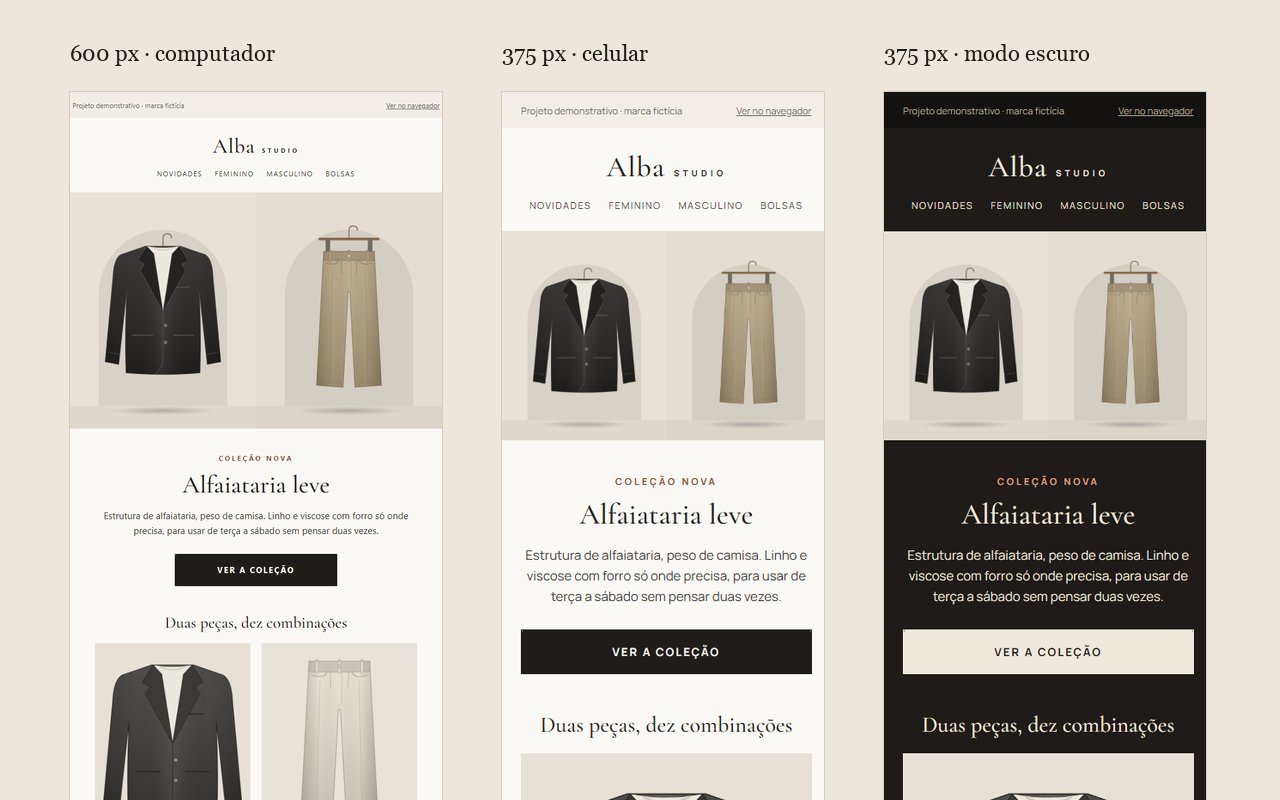 600 px · computador
Projeto demonstrativo · marca fictícia
Ver no navegador
Alba STUDIO
NOVIDADES FEMININO MASCULINO BOLSAS
COLEÇÃO NOVA
Alfaiataria leve
Estrutura de alfaiataria, peso de camisa. Linho e viscose com forro só onde
precisa, para usar de terça a sábado sem pensar duas vezes.
VER A COLEÇÃO
Duas peças, dez combinações
375 px · celular
Projeto demonstrativo · marca fictícia
Ver no navegador
Alba STUDIO
NOVIDADES FEMININO MASCULINO BOLSAS
COLEÇÃO NOVA
Alfaiataria leve
Estrutura de alfaiataria, peso de camisa. Linho e
viscose com forro só onde precisa, para usar de
terça a sábado sem pensar duas vezes.
VER A COLEÇÃO
Duas peças, dez combinações
375 px · modo escuro
Projeto demonstrativo · marca fictícia
Ver no navegador
Alba STUDIO
NOVIDADES FEMININO MASCULINO BOLSAS
COLEÇÃO NOVA
Alfaiataria leve
Estrutura de alfaiataria, peso de camisa. Linho e
viscose com forro só onde precisa, para usar de
terça a sábado sem pensar duas vezes.
VER A COLEÇÃO
Duas peças, dez combinações